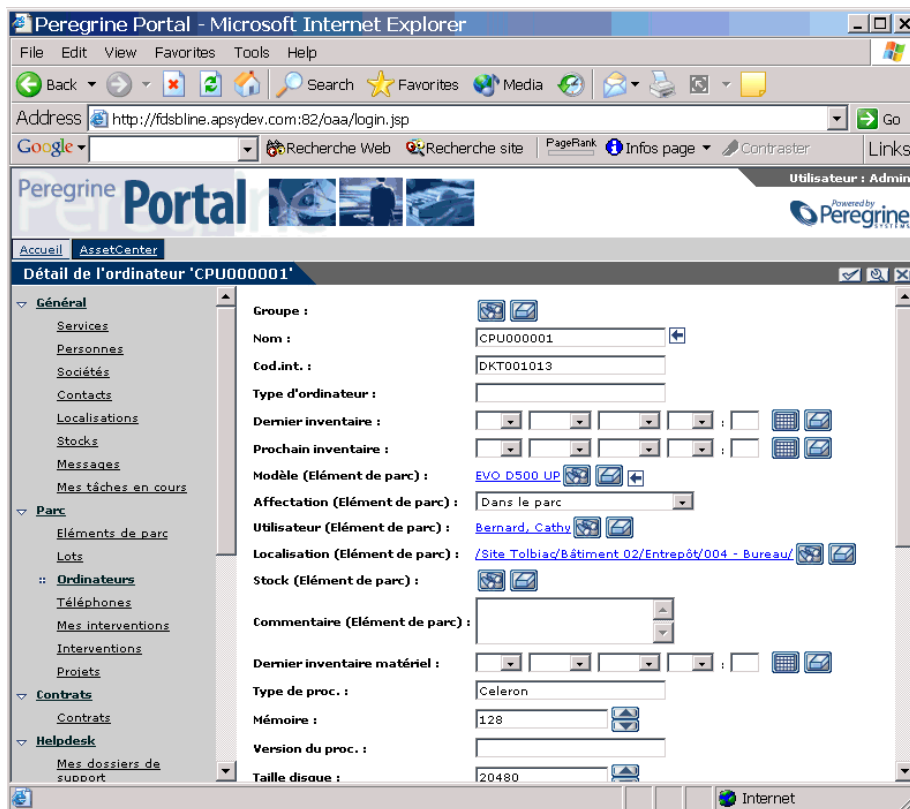 Peregrine Portal - Microsoft Internet Explorer
File Edit View Favorites Tools Help
Back Search Favorites Media
Address http://fdsbline.apsydev.com:82/oaa/login.jsp Go
Google Recherche Web Recherche site PageRank Infos page Contraster Links
Utilisateur : Admin
Peregrine Portal
Powered by
Peregrine
SYSTEMS
Accueil AssetCenter
Détail de l'ordinateur 'CPU000001'
Général
Services
Personnes
Sociétés
Contacts
Localisations
Stocks
Messages
Mes tâches en cours
Parc
Eléments de parc
Lots
Ordinateurs
Téléphones
Mes interventions
Interventions
Projets
Contrats
Contrats
Helpdesk
Mes dossiers de
support
Groupe :
Nom : CPU000001
Cod.int. : DKT001013
Type d'ordinateur :
Dernier inventaire : :
Prochain inventaire : :
Modèle (Elément de parc) : EVO D500 UP
Affectation (Elément de parc) : Dans le parc
Utilisateur (Elément de parc) : Bernard, Cathy
Localisation (Elément de parc) : /Site Tolbiac/Bâtiment 02/Entrepôt/004 - Bureau/
Stock (Elément de parc) :
Commentaire (Elément de parc) :
Dernier inventaire matériel : :
Type de proc. : Celeron
Mémoire : 128
Version du proc. :
Taille disque : 20480
Internet